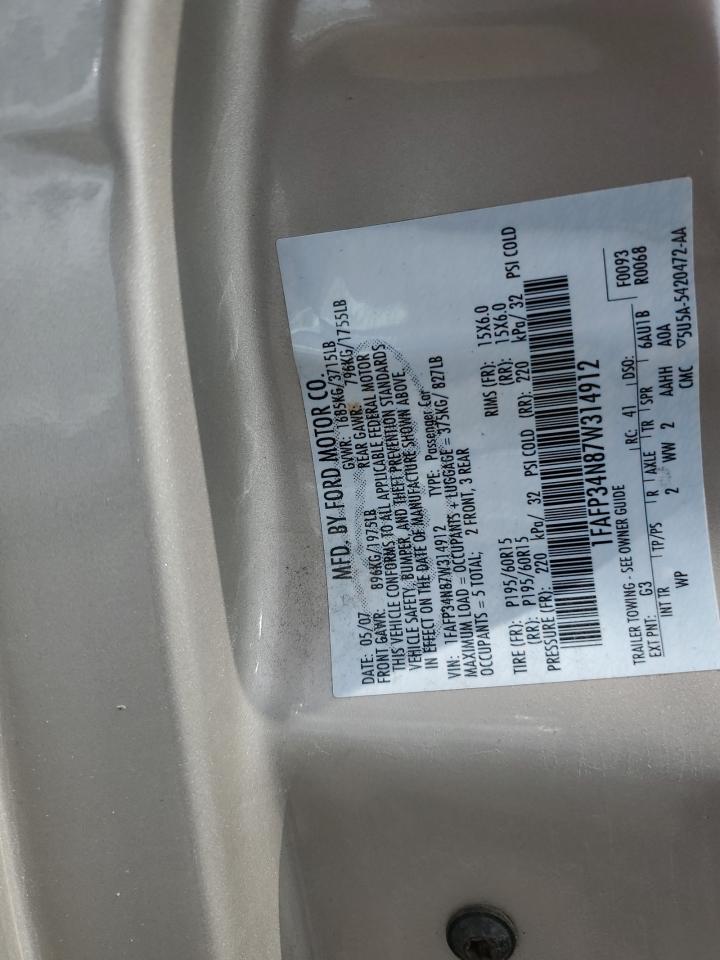 MFD. BY FORD MOTOR CO.
DATE: 05/07 GVWR: 1685KG/3715LB
FRONT GAWR: 896KG/1975LB REAR GAWR: 796KG/1755LB
THIS VEHICLE CONFORMS TO ALL APPLICABLE FEDERAL MOTOR
VEHICLE SAFETY, BUMPER, AND THEFT PREVENTION STANDARDS
IN EFFECT ON THE DATE OF MANUFACTURE SHOWN ABOVE.
VIN: 1FAFP34N87W314912 TYPE: Passenger Car
MAXIMUM LOAD = OCCUPANTS + LUGGAGE = 375KG/ 827LB
OCCUPANTS = 5 TOTAL; 2 FRONT, 3 REAR
TIRE (FR): P195/60R15 RIMS (FR): 15X6.0
(RR): P195/60R15 (RR): 15X6.0
PRESSURE (FR): 220 kPa/ 32 PSI COLD (RR): 220 kPa/ 32 PSI COLD
1FAFP34N87W314912
F0093
R0068
TRAILER TOWING - SEE OWNER GUIDE RC: 41 DSO:
EXT PNT: G3 6AU1B
INT TR TP/PS R AXLE TR SPR
WP 2 WW 2 AAHH AOA
CMC ▽5U5A-5420472-AA